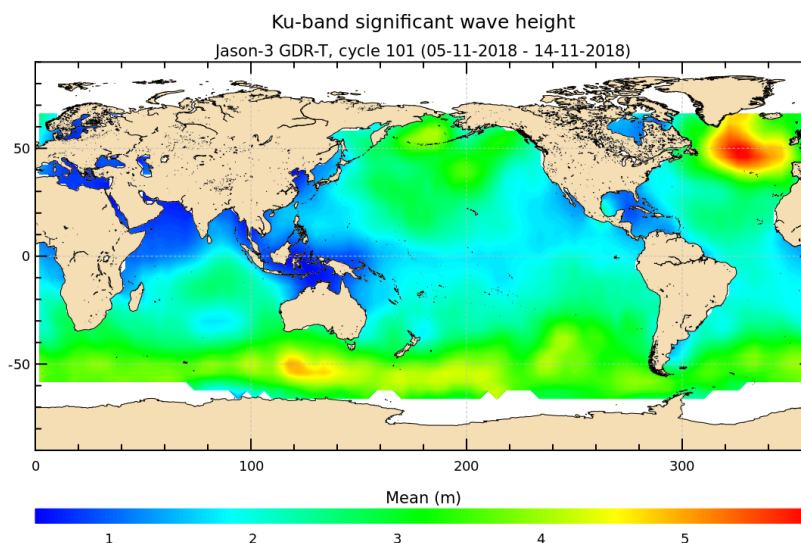 Ku-band significant wave height
Jason-3 GDR-T, cycle 101 (05-11-2018 - 14-11-2018)
50
0
-50
0 100 200 300
Mean (m)
1 2 3 4 5